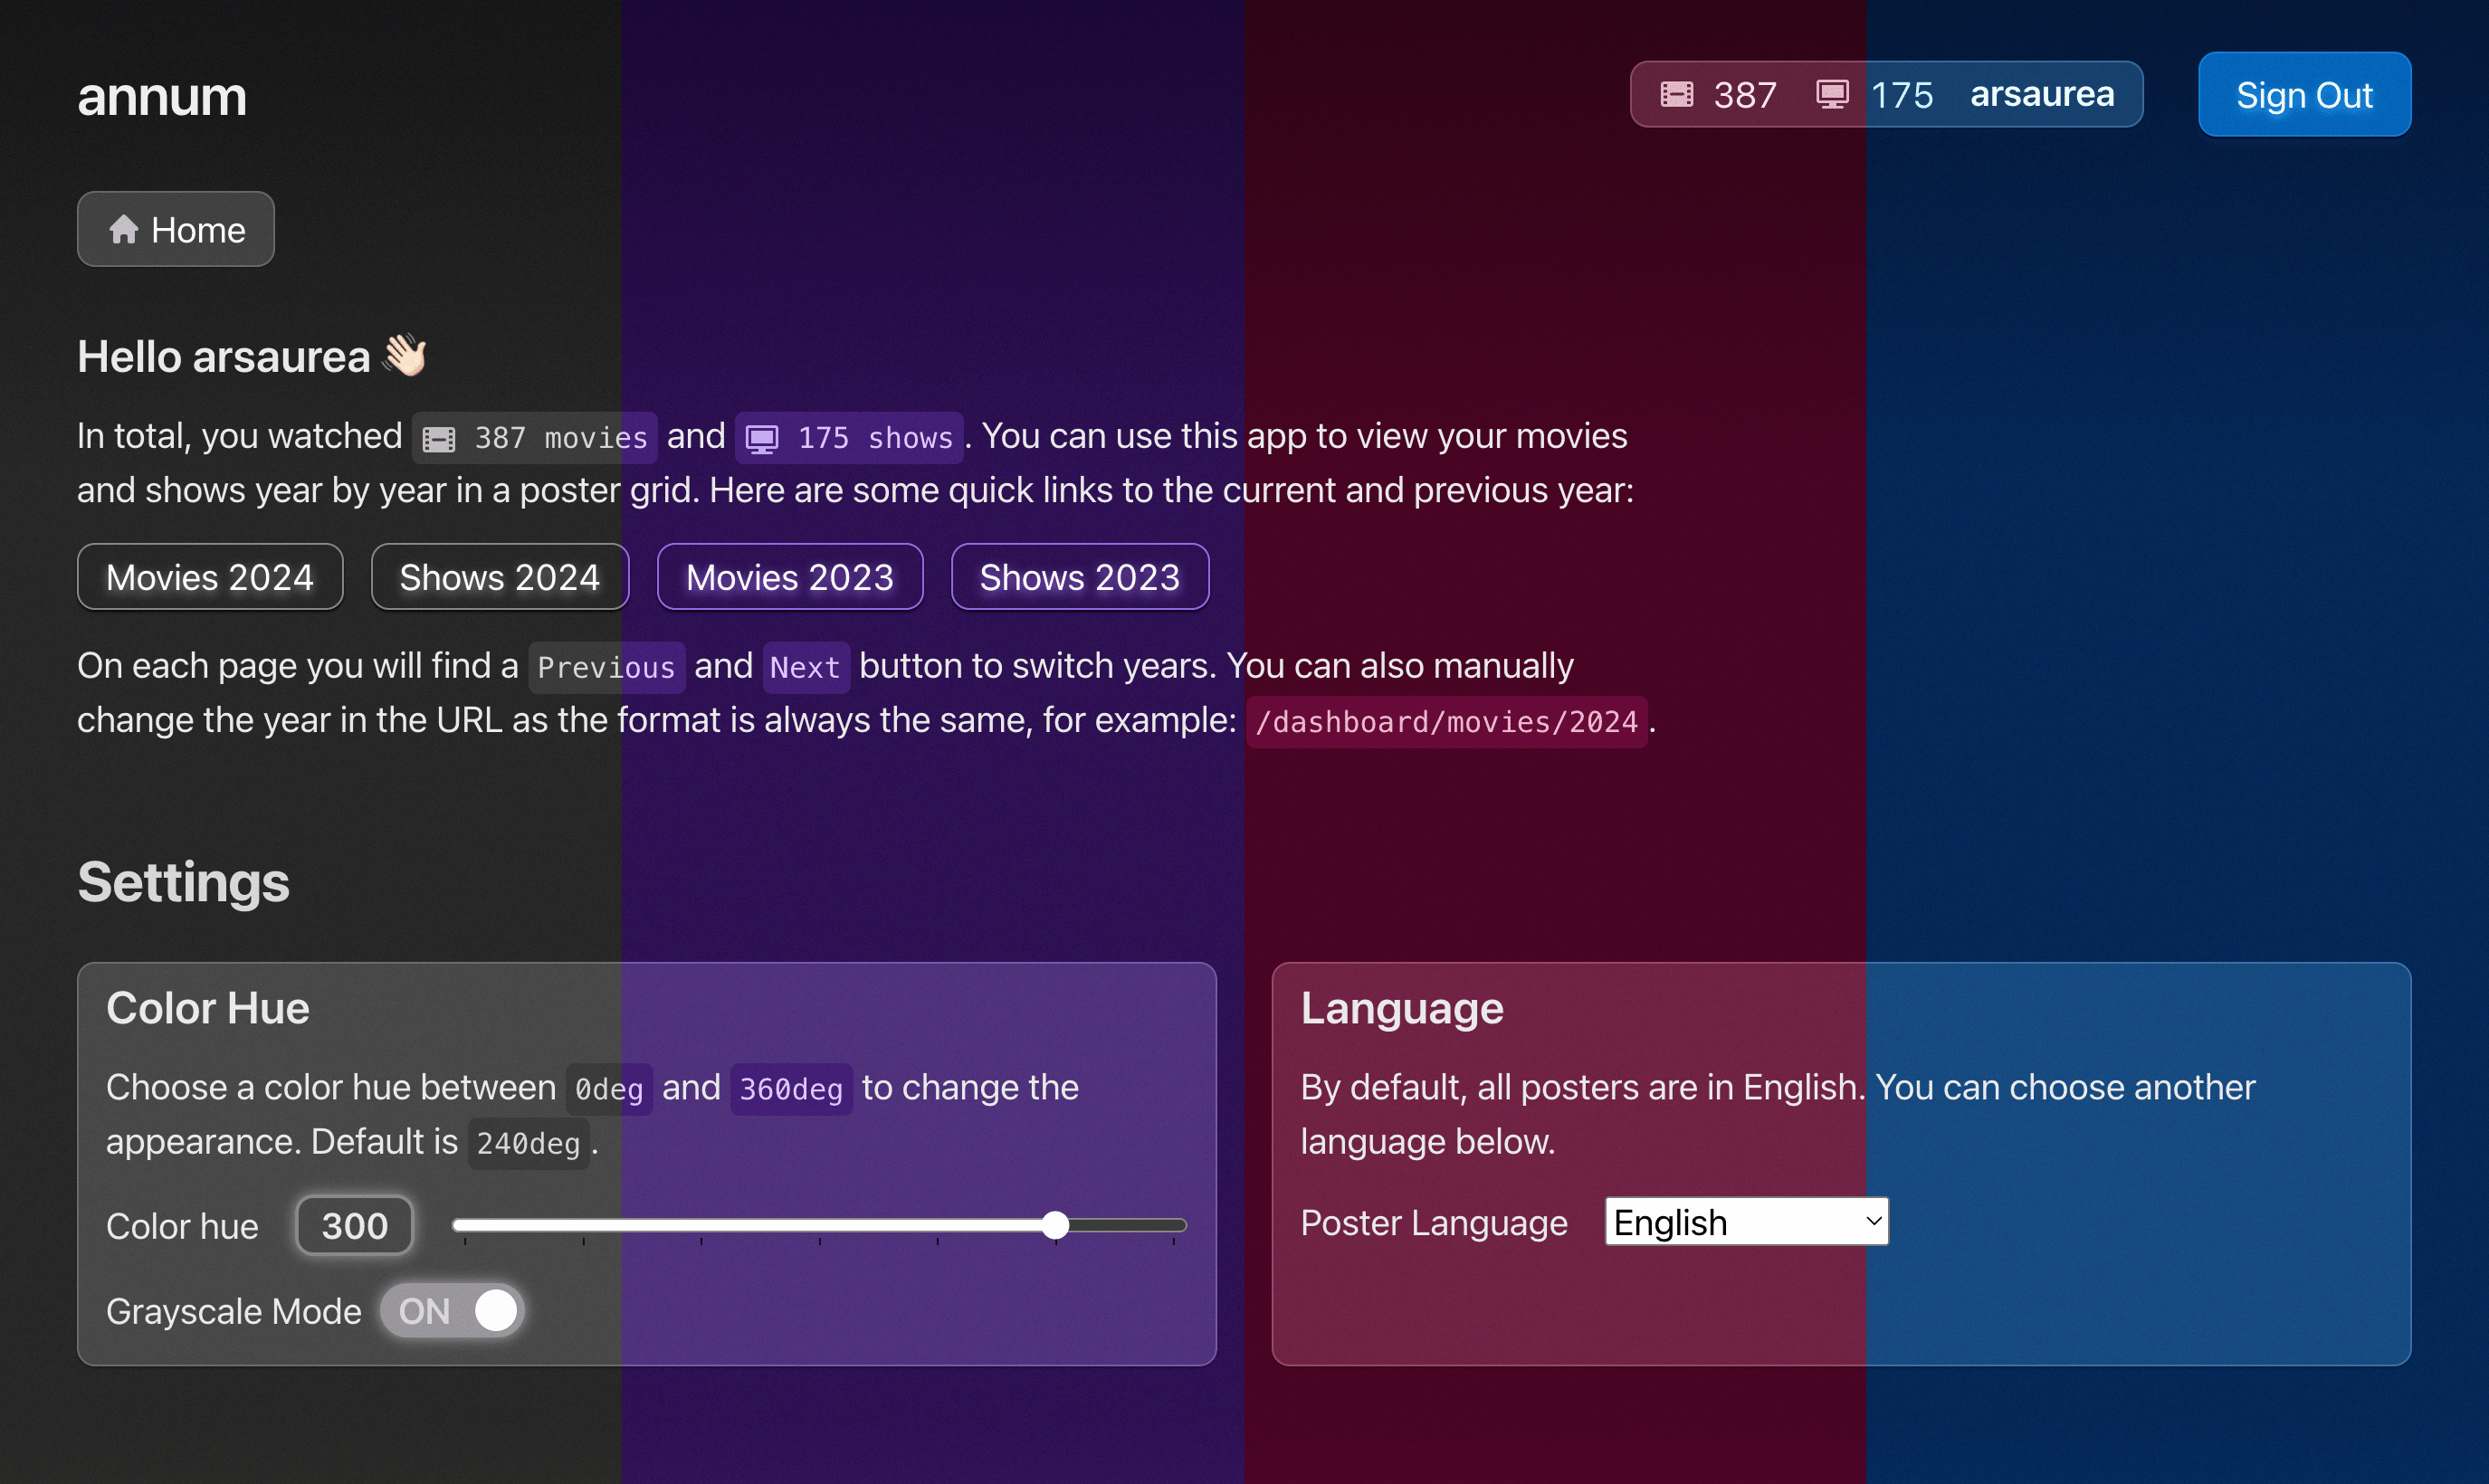 annum
387 175 arsaurea
Sign Out
Home
Hello arsaurea 👋🏻
In total, you watched 387 movies and 175 shows. You can use this app to view your movies
and shows year by year in a poster grid. Here are some quick links to the current and previous year:
Movies 2024
Shows 2024
Movies 2023
Shows 2023
On each page you will find a Previous and Next button to switch years. You can also manually
change the year in the URL as the format is always the same, for example: /dashboard/movies/2024.
Settings
Color Hue
Choose a color hue between 0deg and 360deg to change the
appearance. Default is 240deg.
Color hue 300
Grayscale Mode ON
Language
By default, all posters are in English. You can choose another
language below.
Poster Language English